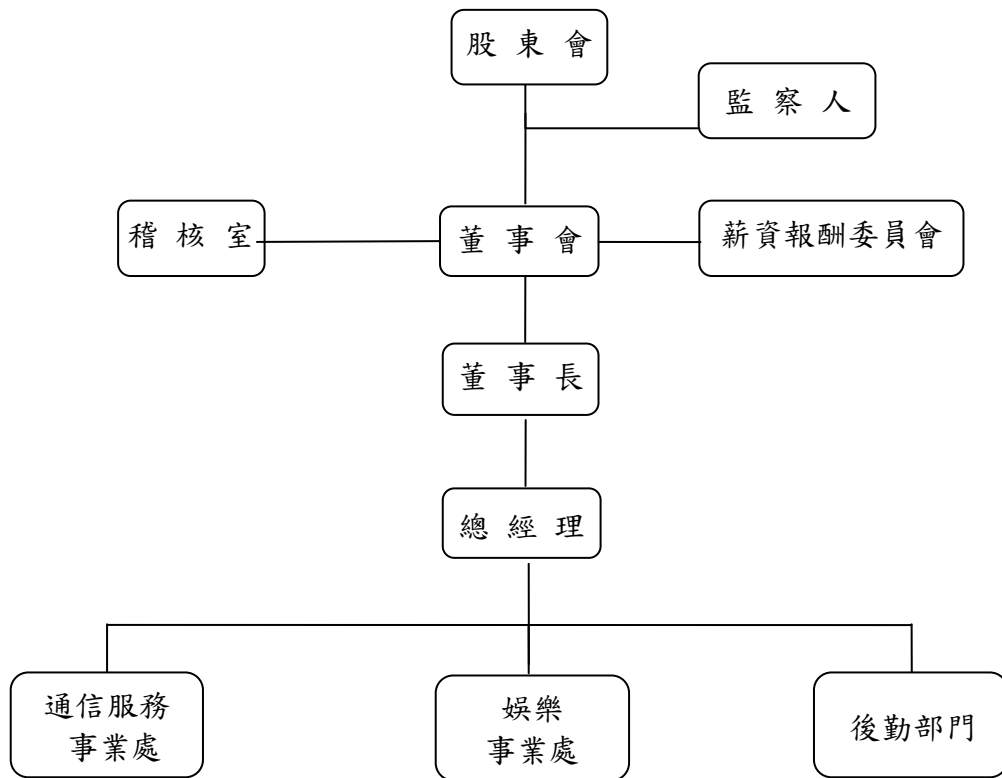 股東會
監察人
稽核室
董事會
薪資報酬委員會
董事長
總經理
通信服務
事業處
娛樂
事業處
後勤部門